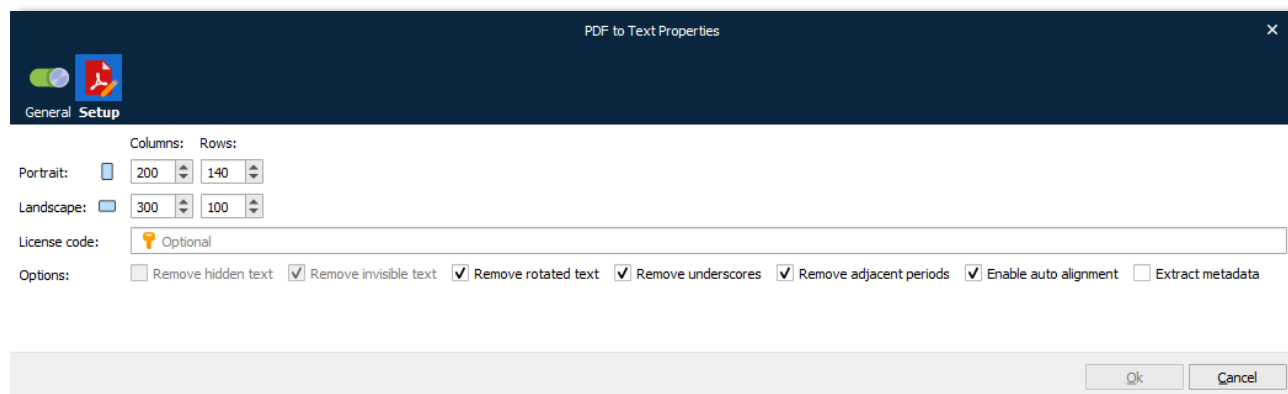 PDF to Text Properties
General Setup
Columns: Rows:
Portrait: 200 140
Landscape: 300 100
License code: Optional
Options: Remove hidden text Remove invisible text Remove rotated text Remove underscores Remove adjacent periods Enable auto alignment Extract metadata
Ok Cancel